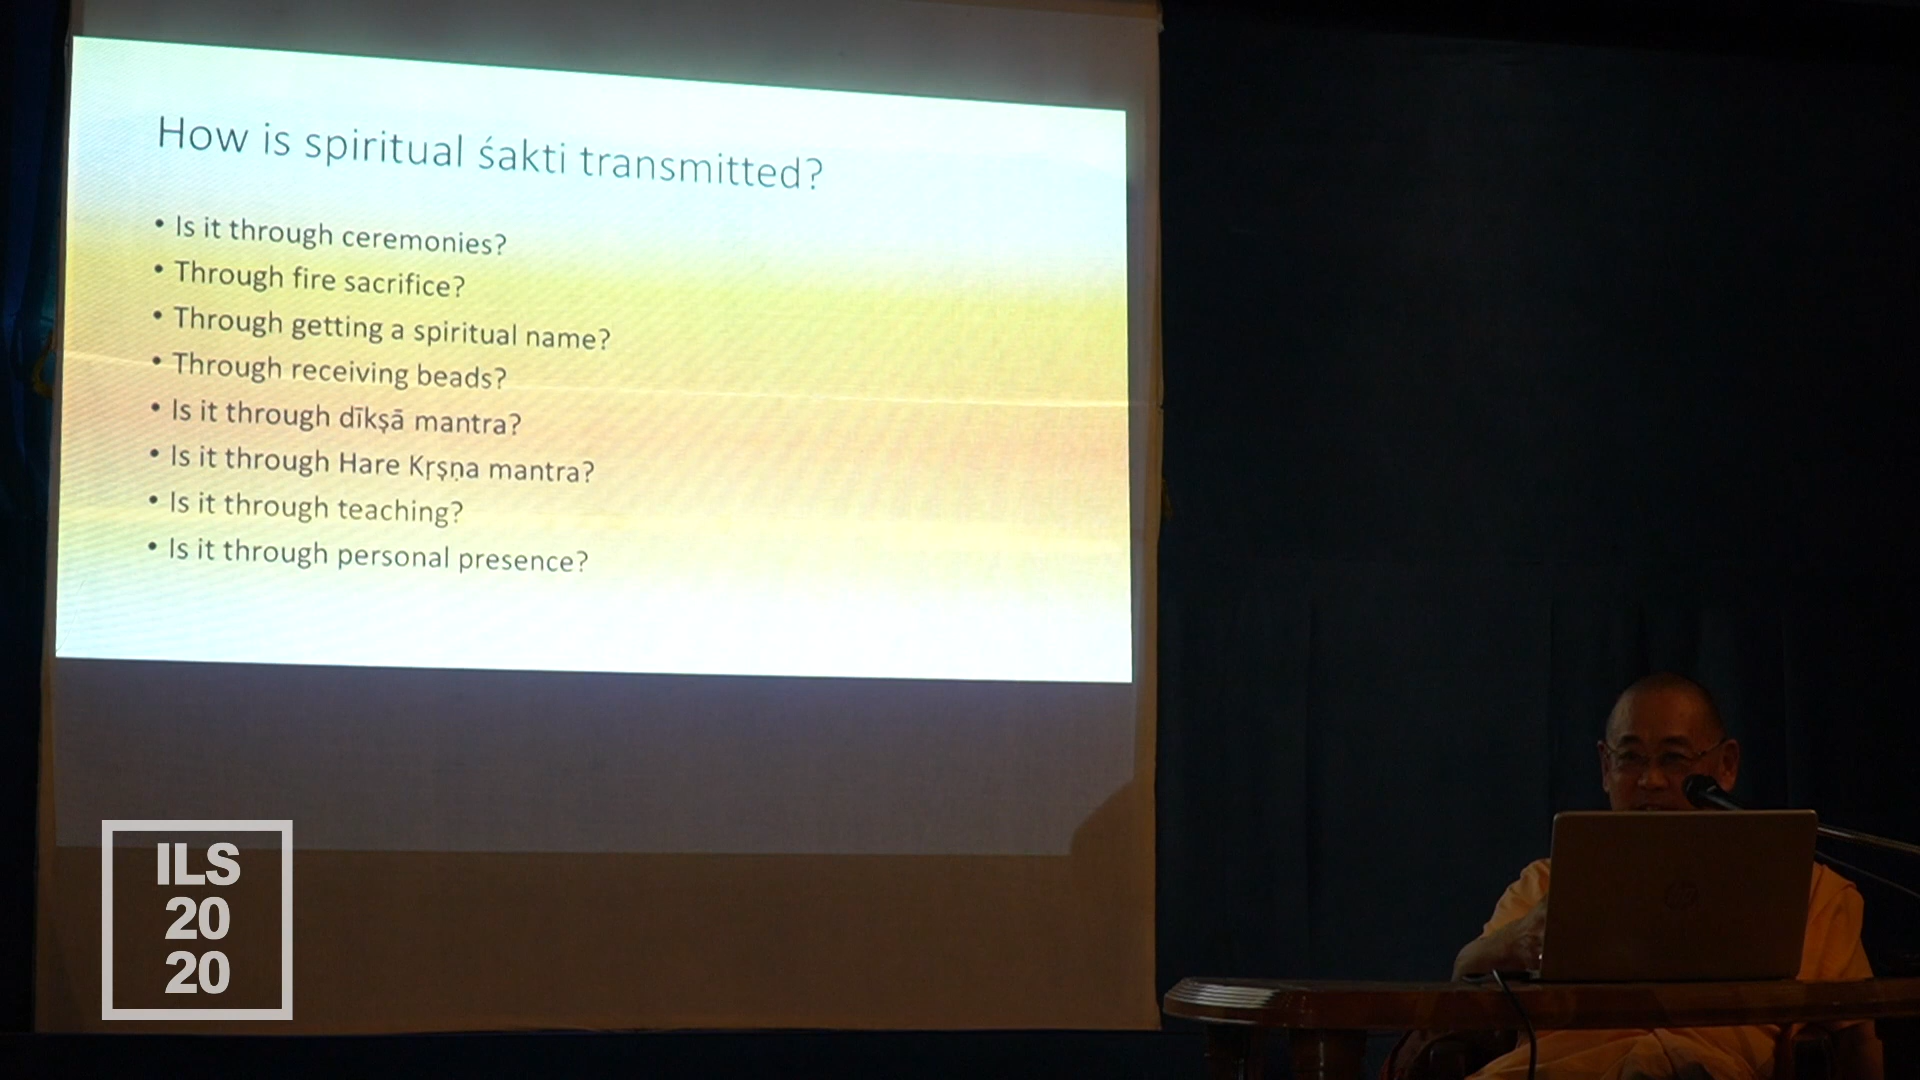 How is spiritual śakti transmitted?
• Is it through ceremonies?
• Through fire sacrifice?
• Through getting a spiritual name?
• Through receiving beads?
• Is it through dīkṣā mantra?
• Is it through Hare Kṛṣṇa mantra?
• Is it through teaching?
• Is it through personal presence?
ILS
20
20